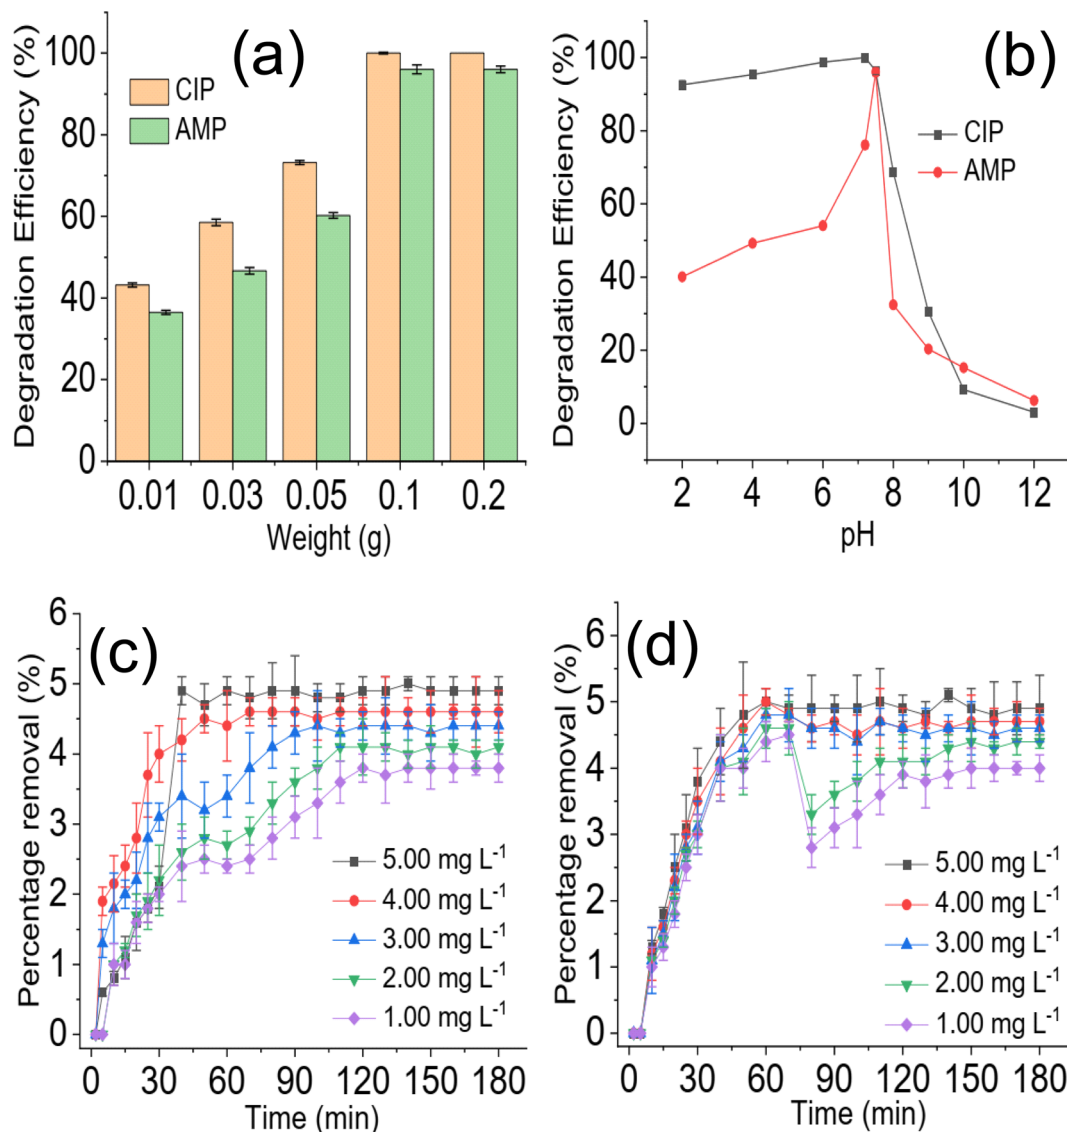 (a)
Degradation Efficiency (%)
100
80
60
40
20
0
CIP
AMP
0.01 0.03 0.05 0.1 0.2
Weight (g)
(b)
Degradation Efficiency (%)
100
80
60
40
20
0
CIP
AMP
2 4 6 8 10 12
pH
(c)
Percentage removal (%)
6
5
4
3
2
1
0
5.00 mg L⁻¹
4.00 mg L⁻¹
3.00 mg L⁻¹
2.00 mg L⁻¹
1.00 mg L⁻¹
0 30 60 90 120 150 180
Time (min)
(d)
Percentage removal (%)
6
5
4
3
2
1
0
5.00 mg L⁻¹
4.00 mg L⁻¹
3.00 mg L⁻¹
2.00 mg L⁻¹
1.00 mg L⁻¹
0 30 60 90 120 150 180
Time (min)